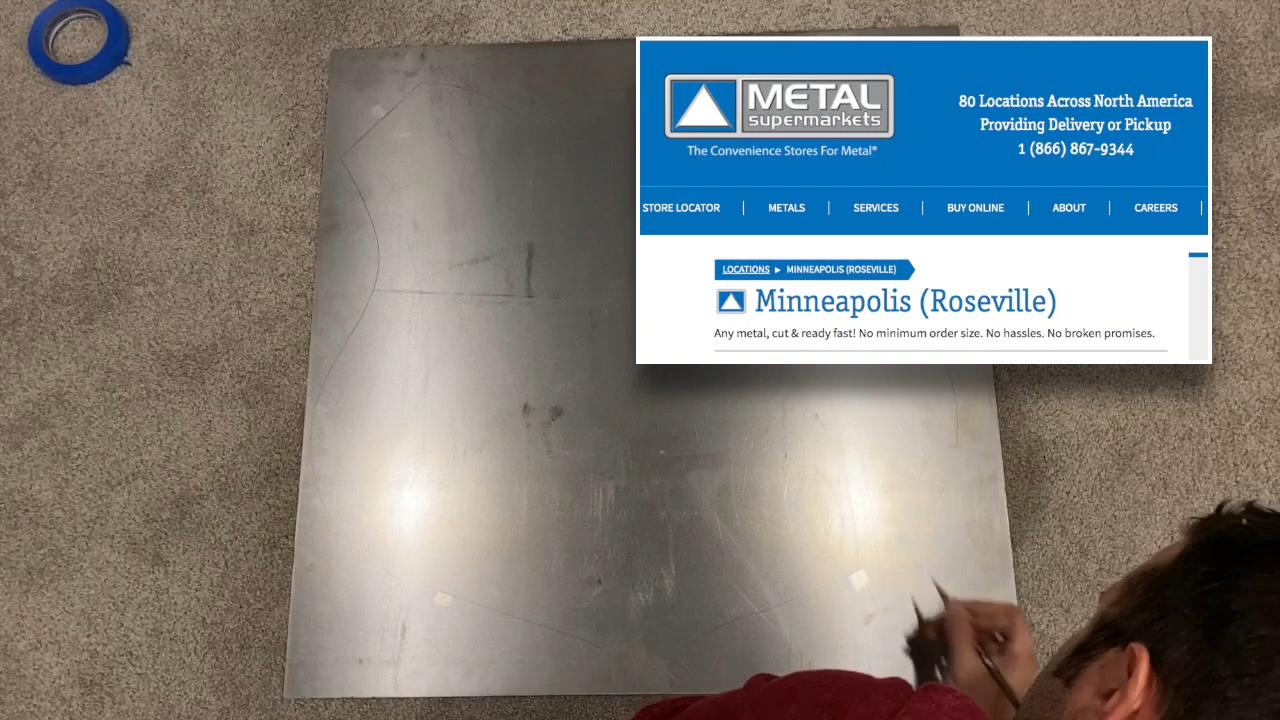 METAL
supermarkets
The Convenience Stores For Metal®
80 Locations Across North America
Providing Delivery or Pickup
1 (866) 867-9344
STORE LOCATOR
METALS
SERVICES
BUY ONLINE
ABOUT
CAREERS
LOCATIONS ► MINNEAPOLIS (ROSEVILLE)
Minneapolis (Roseville)
Any metal, cut & ready fast! No minimum order size. No hassles. No broken promises.